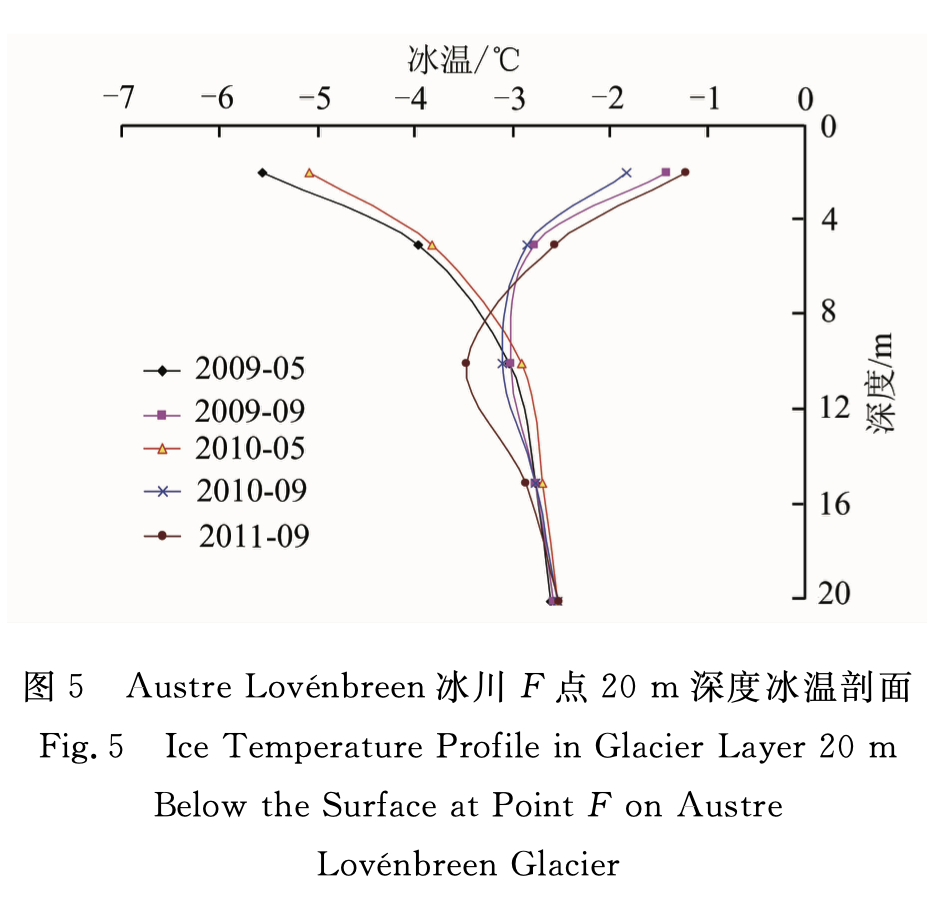 冰温/℃
−7 −6 −5 −4 −3 −2 −1 0
0
4
8
12
16
20
深度/m
2009-05
2009-09
2010-05
2010-09
2011-09
图 5 Austre Lovénbreen 冰川 F 点 20 m 深度冰温剖面
Fig. 5 Ice Temperature Profile in Glacier Layer 20 m
Below the Surface at Point F on Austre
Lovénbreen Glacier